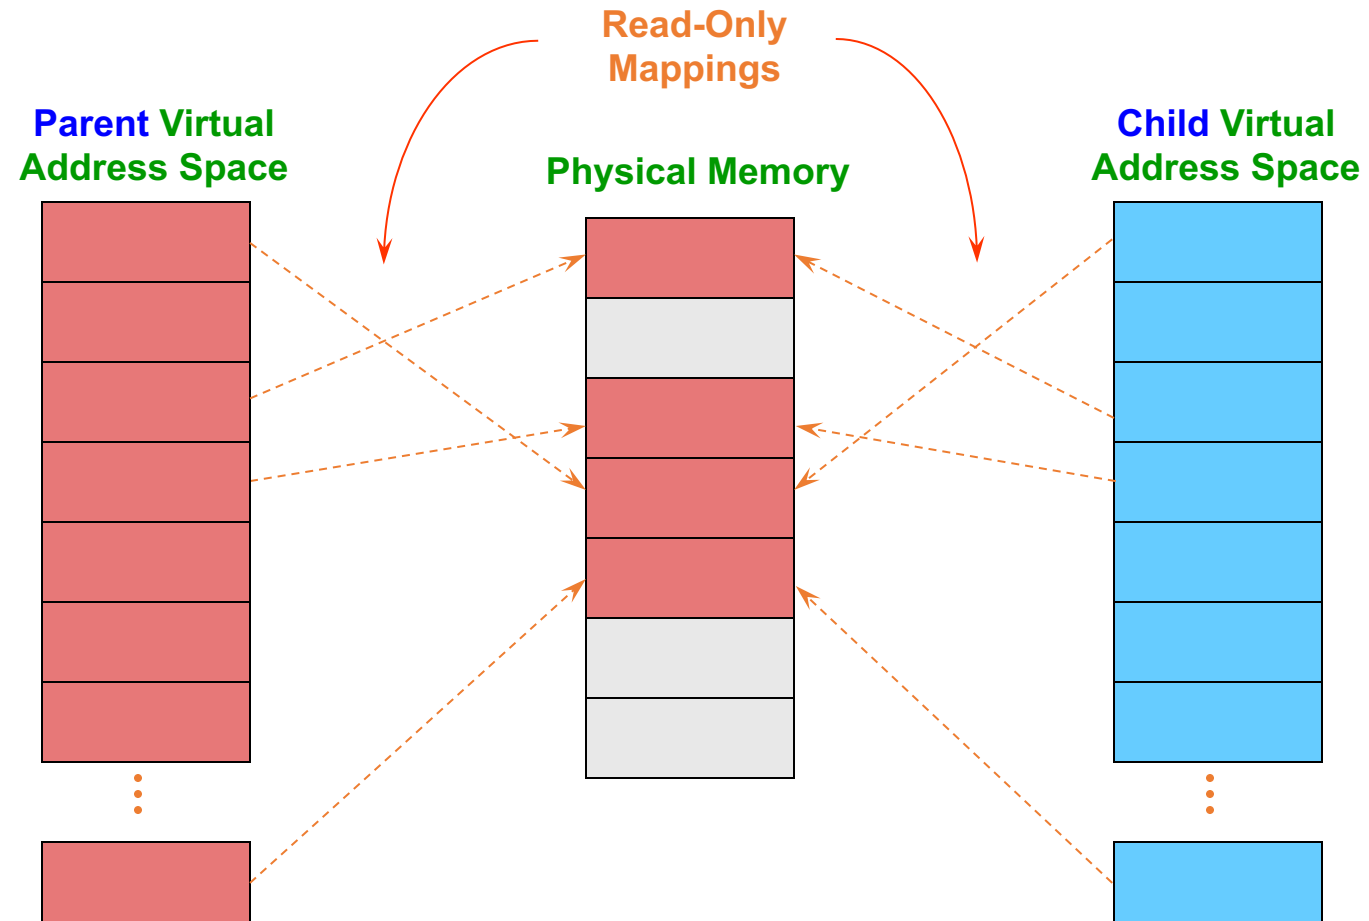 Read-Only
Mappings
Parent Virtual
Address Space
Physical Memory
Child Virtual
Address Space